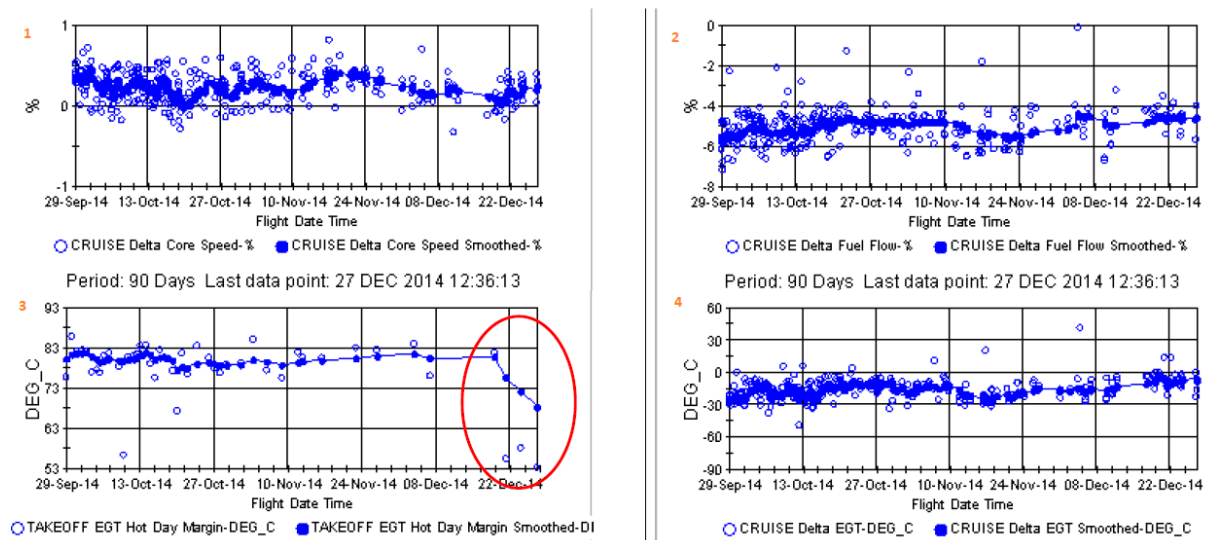 1
1
0
-1
%
29-Sep-14 13-Oct-14 27-Oct-14 10-Nov-14 24-Nov-14 08-Dec-14 22-Dec-14
Flight Date Time
CRUISE Delta Core Speed-% CRUISE Delta Core Speed Smoothed-%
Period: 90 Days Last data point: 27 DEC 2014 12:36:13
2
0
-2
-4
-6
-8
%
29-Sep-14 13-Oct-14 27-Oct-14 10-Nov-14 24-Nov-14 08-Dec-14 22-Dec-14
Flight Date Time
CRUISE Delta Fuel Flow-% CRUISE Delta Fuel Flow Smoothed-%
Period: 90 Days Last data point: 27 DEC 2014 12:36:13
3
93
83
73
63
53
DEG_C
29-Sep-14 13-Oct-14 27-Oct-14 10-Nov-14 24-Nov-14 08-Dec-14 22-Dec-14
Flight Date Time
TAKEOFF EGT Hot Day Margin-DEG_C TAKEOFF EGT Hot Day Margin Smoothed-DI
4
60
30
0
-30
-60
-90
DEG_C
29-Sep-14 13-Oct-14 27-Oct-14 10-Nov-14 24-Nov-14 08-Dec-14 22-Dec-14
Flight Date Time
CRUISE Delta EGT-DEG_C CRUISE Delta EGT Smoothed-DEG_C